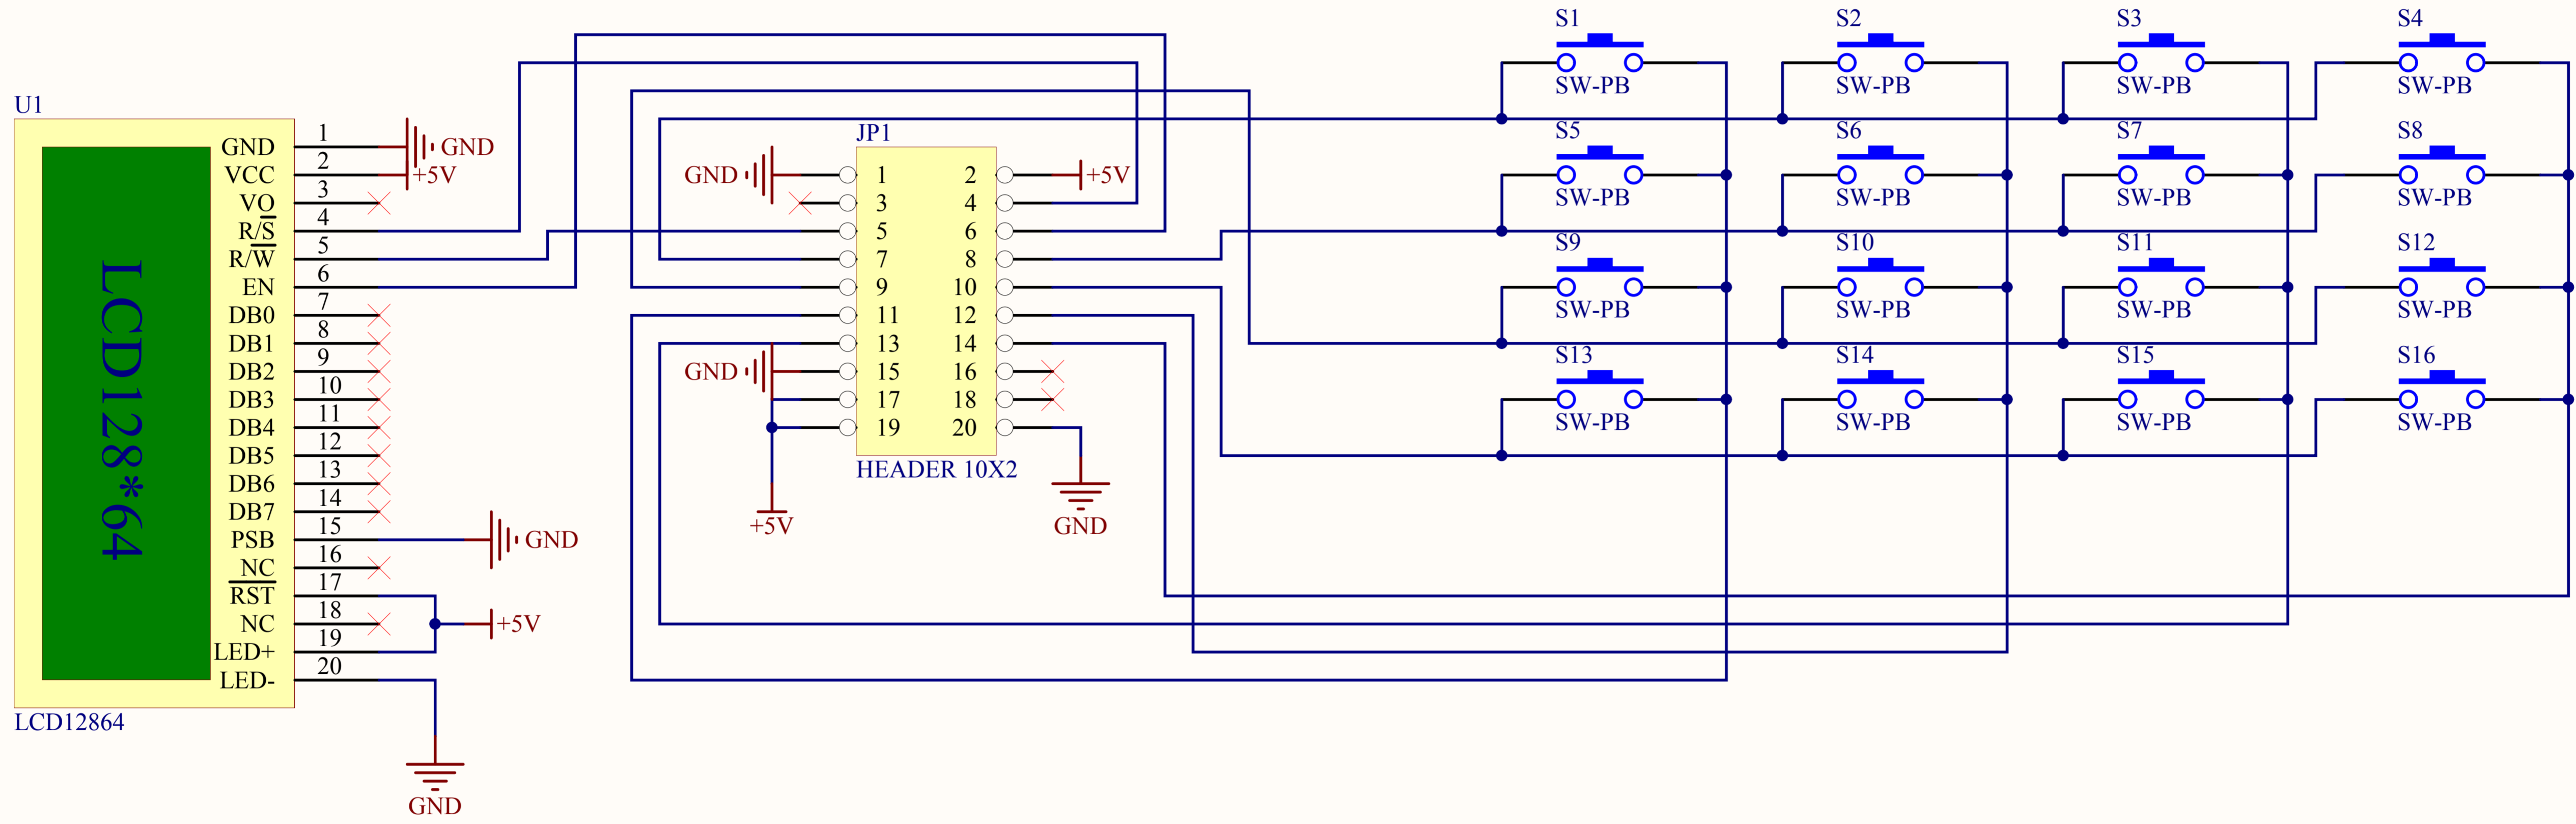 U1
GND 1 GND
VCC 2 +5V
VO 3
R/S 4
R/W 5
EN 6
DB0 7
DB1 8
DB2 9
DB3 10
DB4 11
DB5 12
DB6 13
DB7 14
PSB 15 GND
NC 16
RST 17
NC 18 +5V
LED+ 19
LED- 20
LCD128*64
LCD12864
GND
JP1
GND 1 2 +5V
3 4
5 6
7 8
9 10
11 12
13 14
GND 15 16
17 18
19 20
HEADER 10X2
+5V
GND
S1 S2 S3 S4
SW-PB SW-PB SW-PB SW-PB
S5 S6 S7 S8
SW-PB SW-PB SW-PB SW-PB
S9 S10 S11 S12
SW-PB SW-PB SW-PB SW-PB
S13 S14 S15 S16
SW-PB SW-PB SW-PB SW-PB